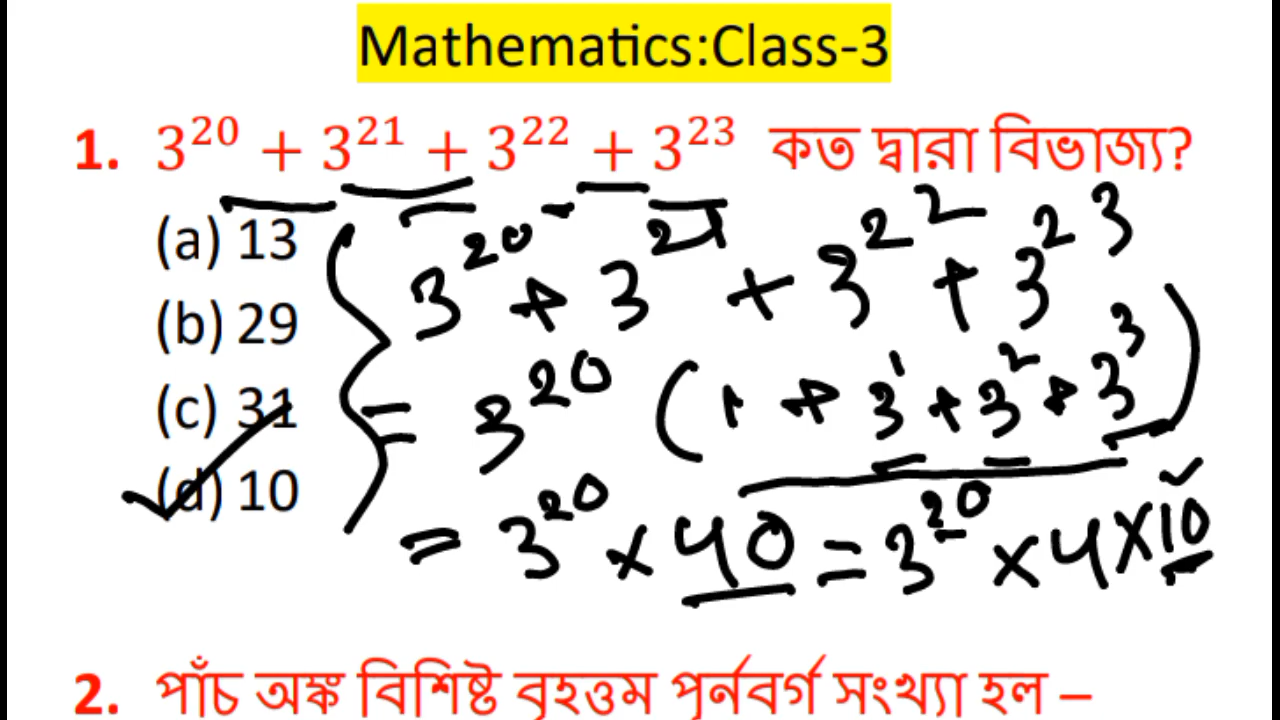 Mathematics:Class-3
1. 3²⁰ + 3²¹ + 3²² + 3²³ কত দ্বারা বিভাজ্য?
(a) 13
3²⁰ + 3²¹ + 3²² + 3²³
(b) 29
(c) 31
= 3²⁰ (1 + 3¹ + 3² + 3³)
(d) 10
= 3²⁰ × 40 = 3²⁰ × 4 × 10
2. পাঁচ অঙ্ক বিশিষ্ট বৃহত্তম পূর্নবর্গ সংখ্যা হল –